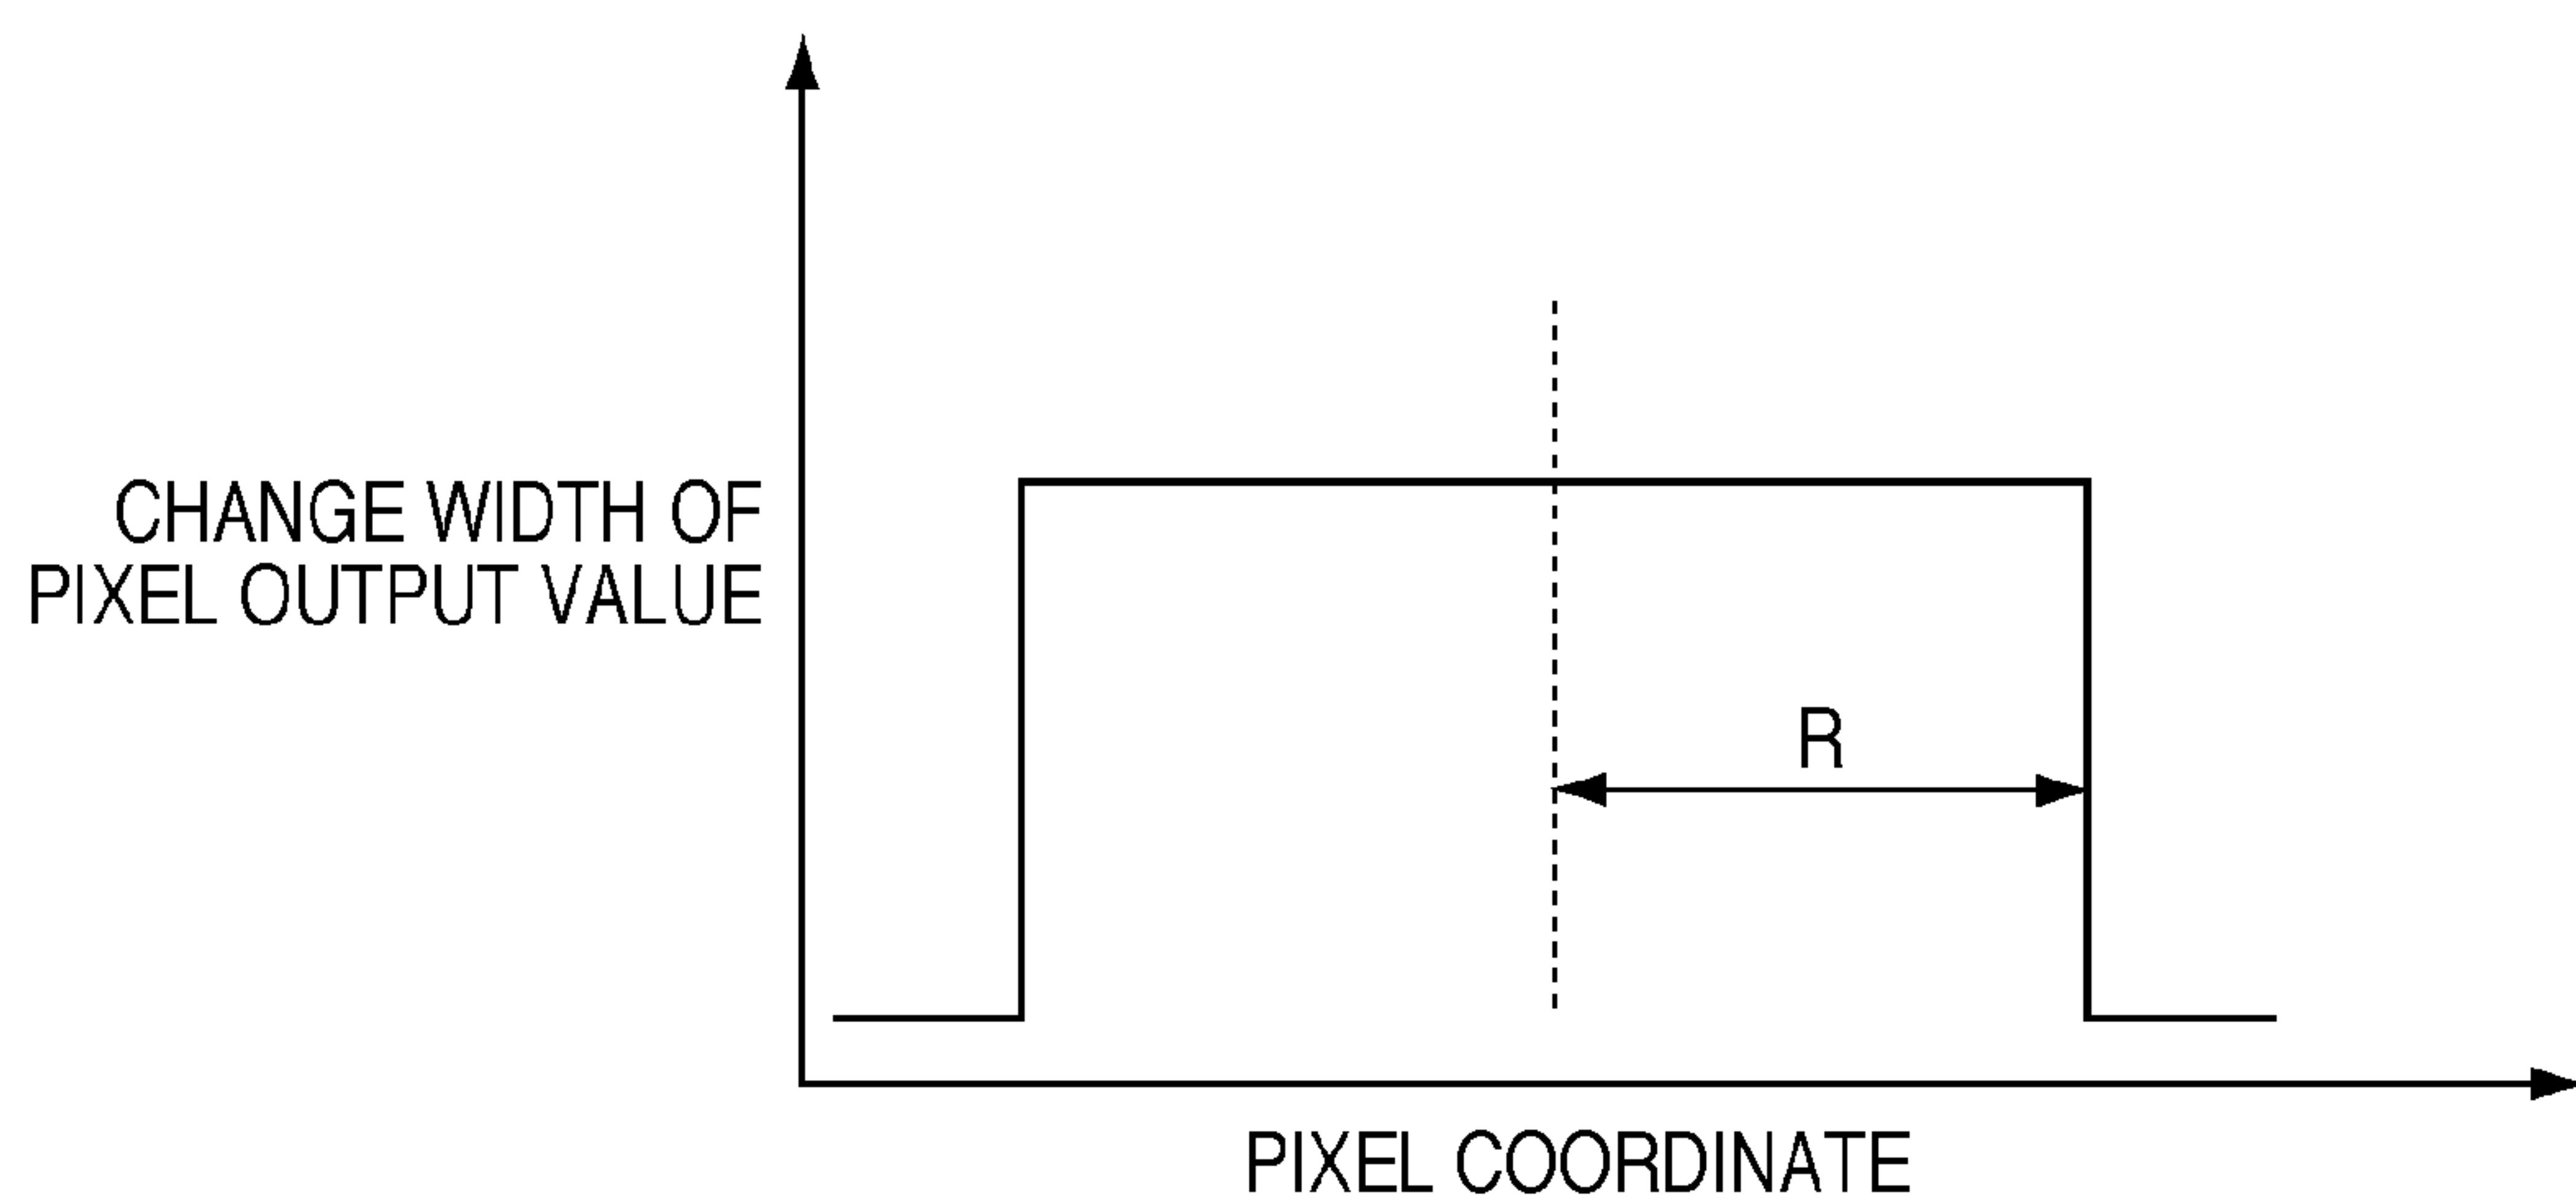 CHANGE WIDTH OF
PIXEL OUTPUT VALUE
R
PIXEL COORDINATE